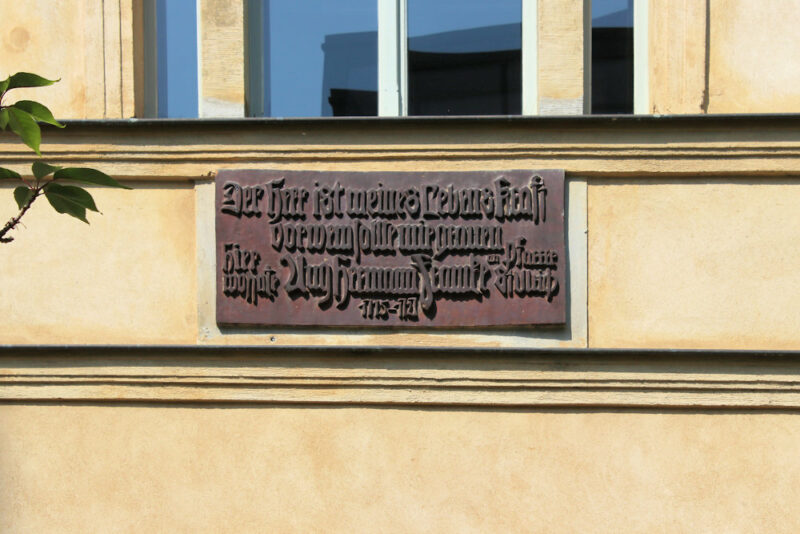 Der Herr ist meines Lebens Kraft
vor wem sollte mir grauen
Hier wohnte Aug. Hermann Francke an St. Ulrich Pfarrer
1715-